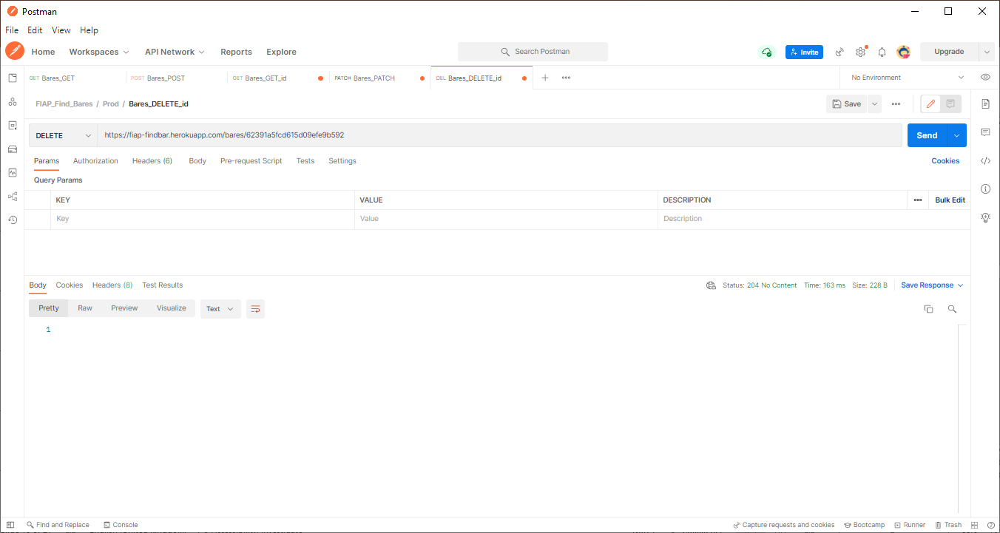 Postman
File Edit View Help
Home Workspaces API Network Reports Explore Search Postman Invite Upgrade
GET Bares_GET POST Bares_POST GET Bares_GET_id PATCH Bares_PATCH DEL Bares_DELETE_id No Environment
FIAP_Find_Bares / Prod / Bares_DELETE_id Save
DELETE https://fiap-findbar.herokuapp.com/bares/62391a5fcd615d09efe9b592 Send
Params Authorization Headers (6) Body Pre-request Script Tests Settings Cookies
Query Params
KEY VALUE DESCRIPTION Bulk Edit
Key Value Description
Body Cookies Headers (8) Test Results Status: 204 No Content Time: 163 ms Size: 228 B Save Response
Pretty Raw Preview Visualize Text
1
Find and Replace Console Capture requests and cookies Bootcamp Runner Trash